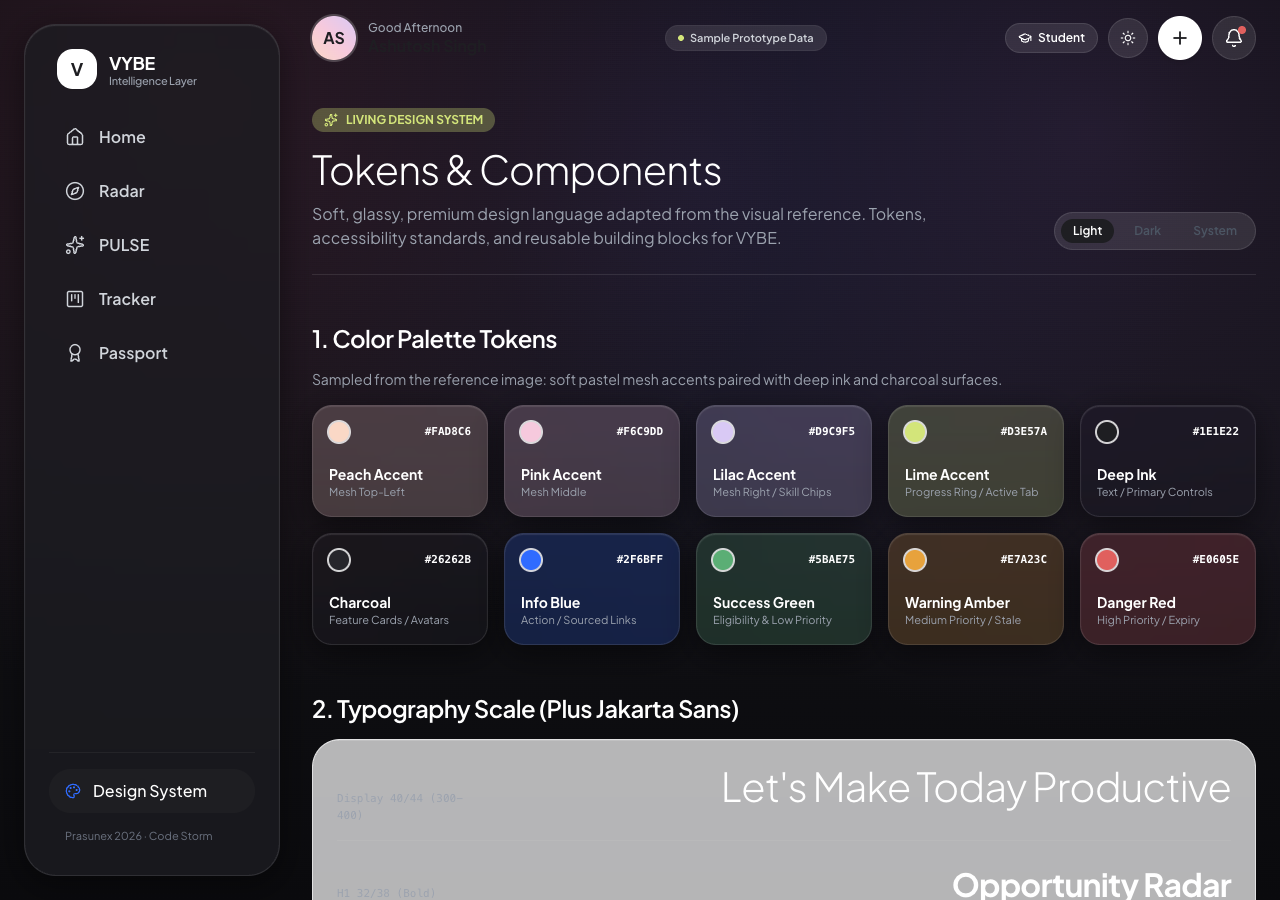 V
VYBE
Intelligence Layer
Home
Radar
PULSE
Tracker
Passport
Design System
Prasunex 2026 · Code Storm
AS
Good Afternoon
Sample Prototype Data
Student
LIVING DESIGN SYSTEM
Tokens & Components
Soft, glassy, premium design language adapted from the visual reference. Tokens,
accessibility standards, and reusable building blocks for VYBE.
Light
Dark
System
1. Color Palette Tokens
Sampled from the reference image: soft pastel mesh accents paired with deep ink and charcoal surfaces.
#FAD8C6
Peach Accent
Mesh Top-Left
#F6C9DD
Pink Accent
Mesh Middle
#D9C9F5
Lilac Accent
Mesh Right / Skill Chips
#D3E57A
Lime Accent
Progress Ring / Active Tab
#1E1E22
Deep Ink
Text / Primary Controls
#26262B
Charcoal
Feature Cards / Avatars
#2F6BFF
Info Blue
Action / Sourced Links
#5BAE75
Success Green
Eligibility & Low Priority
#E7A23C
Warning Amber
Medium Priority / Stale
#E0605E
Danger Red
High Priority / Expiry
2. Typography Scale (Plus Jakarta Sans)
Display 40/44 (300–
400)
Let's Make Today Productive
H1 32/38 (Bold)
Opportunity Radar